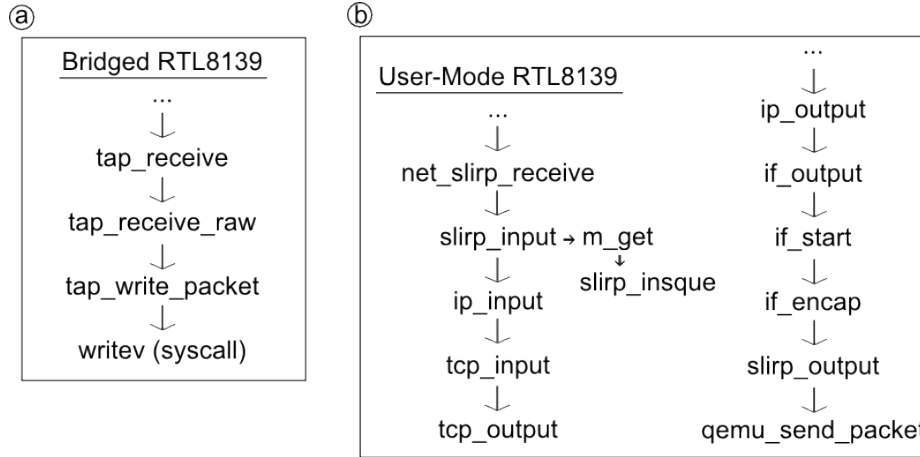 a
Bridged RTL8139
...
tap_receive
tap_receive_raw
tap_write_packet
writev (syscall)
b
User-Mode RTL8139
...
net_slirp_receive
slirp_input → m_get
slirp_insque
ip_input
tcp_input
tcp_output
...
ip_output
if_output
if_start
if_encap
slirp_output
qemu_send_packet